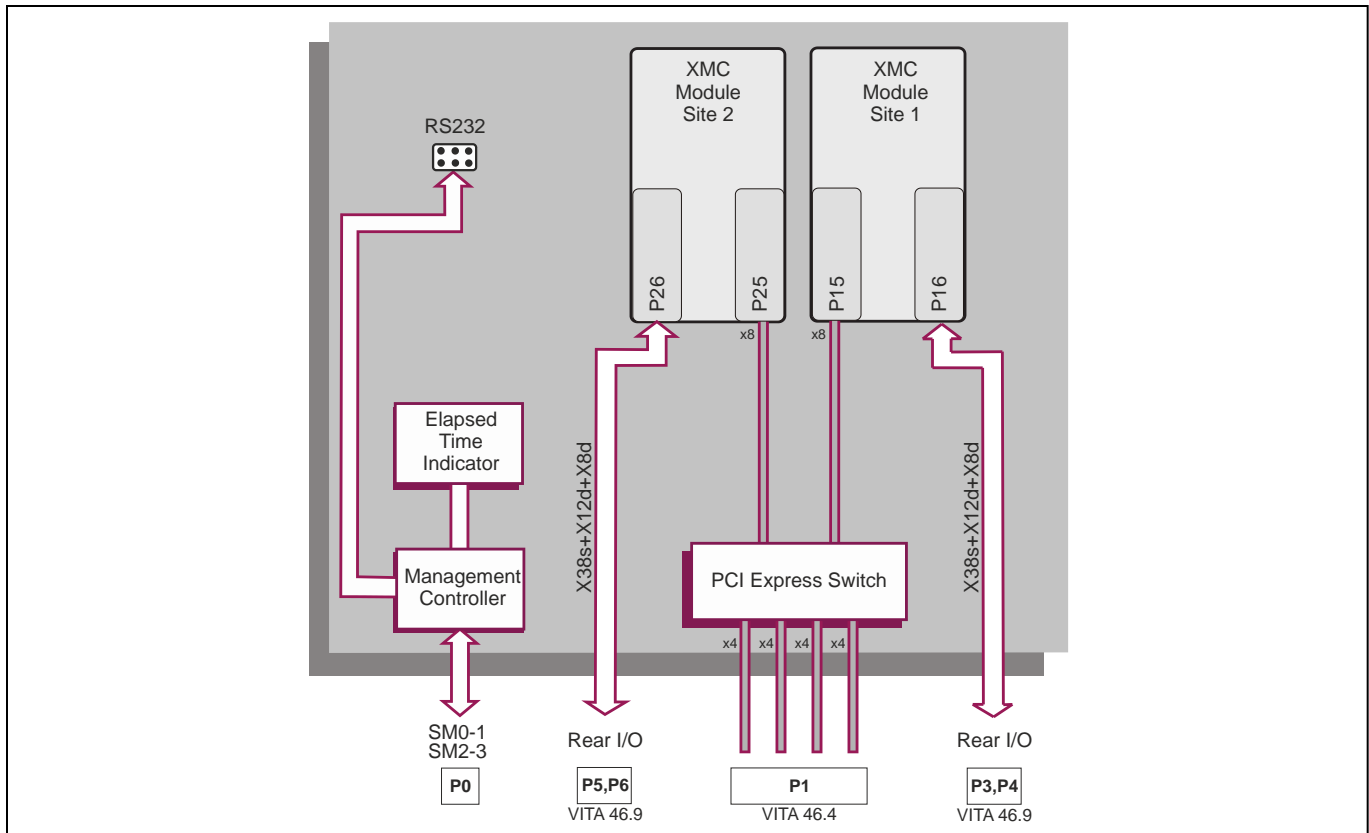 XMC
Module
Site 2
XMC
Module
Site 1
RS232
P26
P25
P15
P16
x8
x8
Elapsed
Time
Indicator
X38s+X12d+X8d
X38s+X12d+X8d
Management
Controller
PCI Express Switch
x4
x4
x4
x4
SM0-1
SM2-3
Rear I/O
Rear I/O
P0
P5,P6
P1
P3,P4
VITA 46.9
VITA 46.4
VITA 46.9